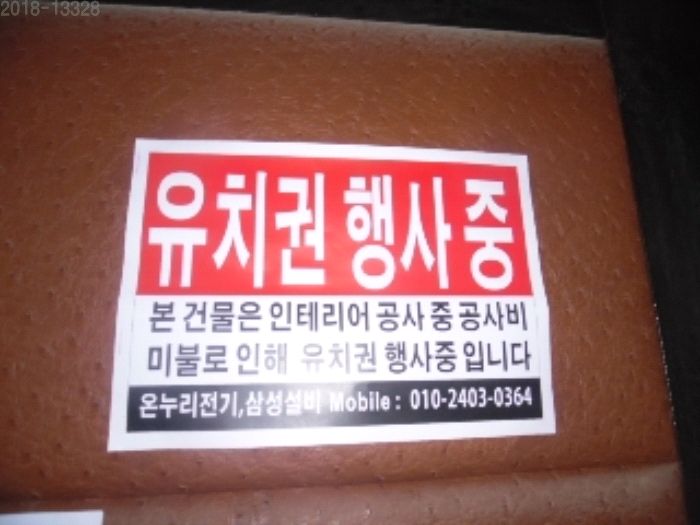 2018-13328
유치권 행사 중
본 건물은 인테리어 공사 중 공사비
미불로 인해 유치권 행사중 입니다
온누리전기,삼성설비 Mobile : 010-2403-0364